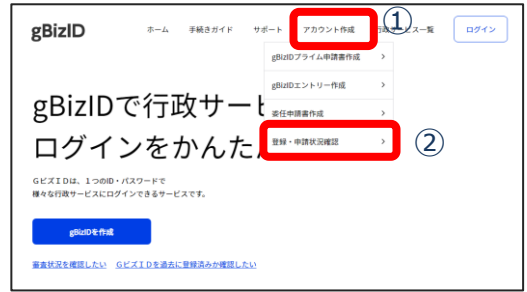 gBizID ホーム 手続きガイド サポート アカウント作成 ① 行政サービス一覧 ログイン
gBizIDプライム申請書作成 >
gBizIDエントリー作成 >
委任申請書作成 >
登録・申請状況確認 > ②
gBizIDで行政サー
ログインをかんた
GビズIDは、1つのID・パスワードで
様々な行政サービスにログインできるサービスです。
gBizIDを作成
審査状況を確認したい GビズIDを過去に登録済みか確認したい